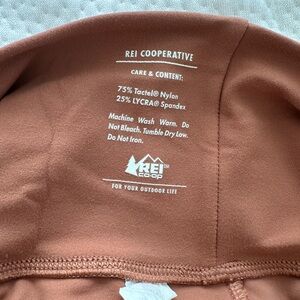 REI COOPERATIVE
CARE & CONTENT:
75% Tactel® Nylon
25% LYCRA® Spandex
Machine Wash Warm. Do
Not Bleach. Tumble Dry Low.
Do Not Iron.
REI
CO·OP
FOR YOUR OUTDOOR LIFE